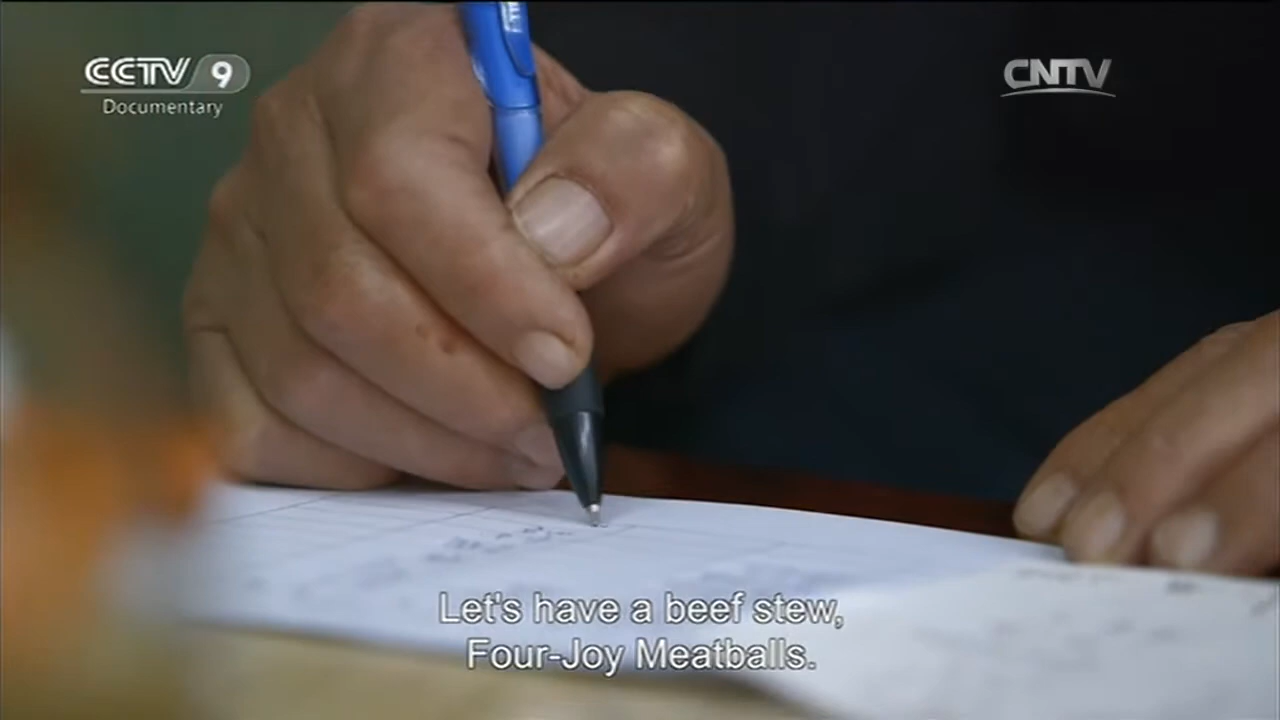 CCTV 9
Documentary
CNTV
Let's have a beef stew,
Four-Joy Meatballs.